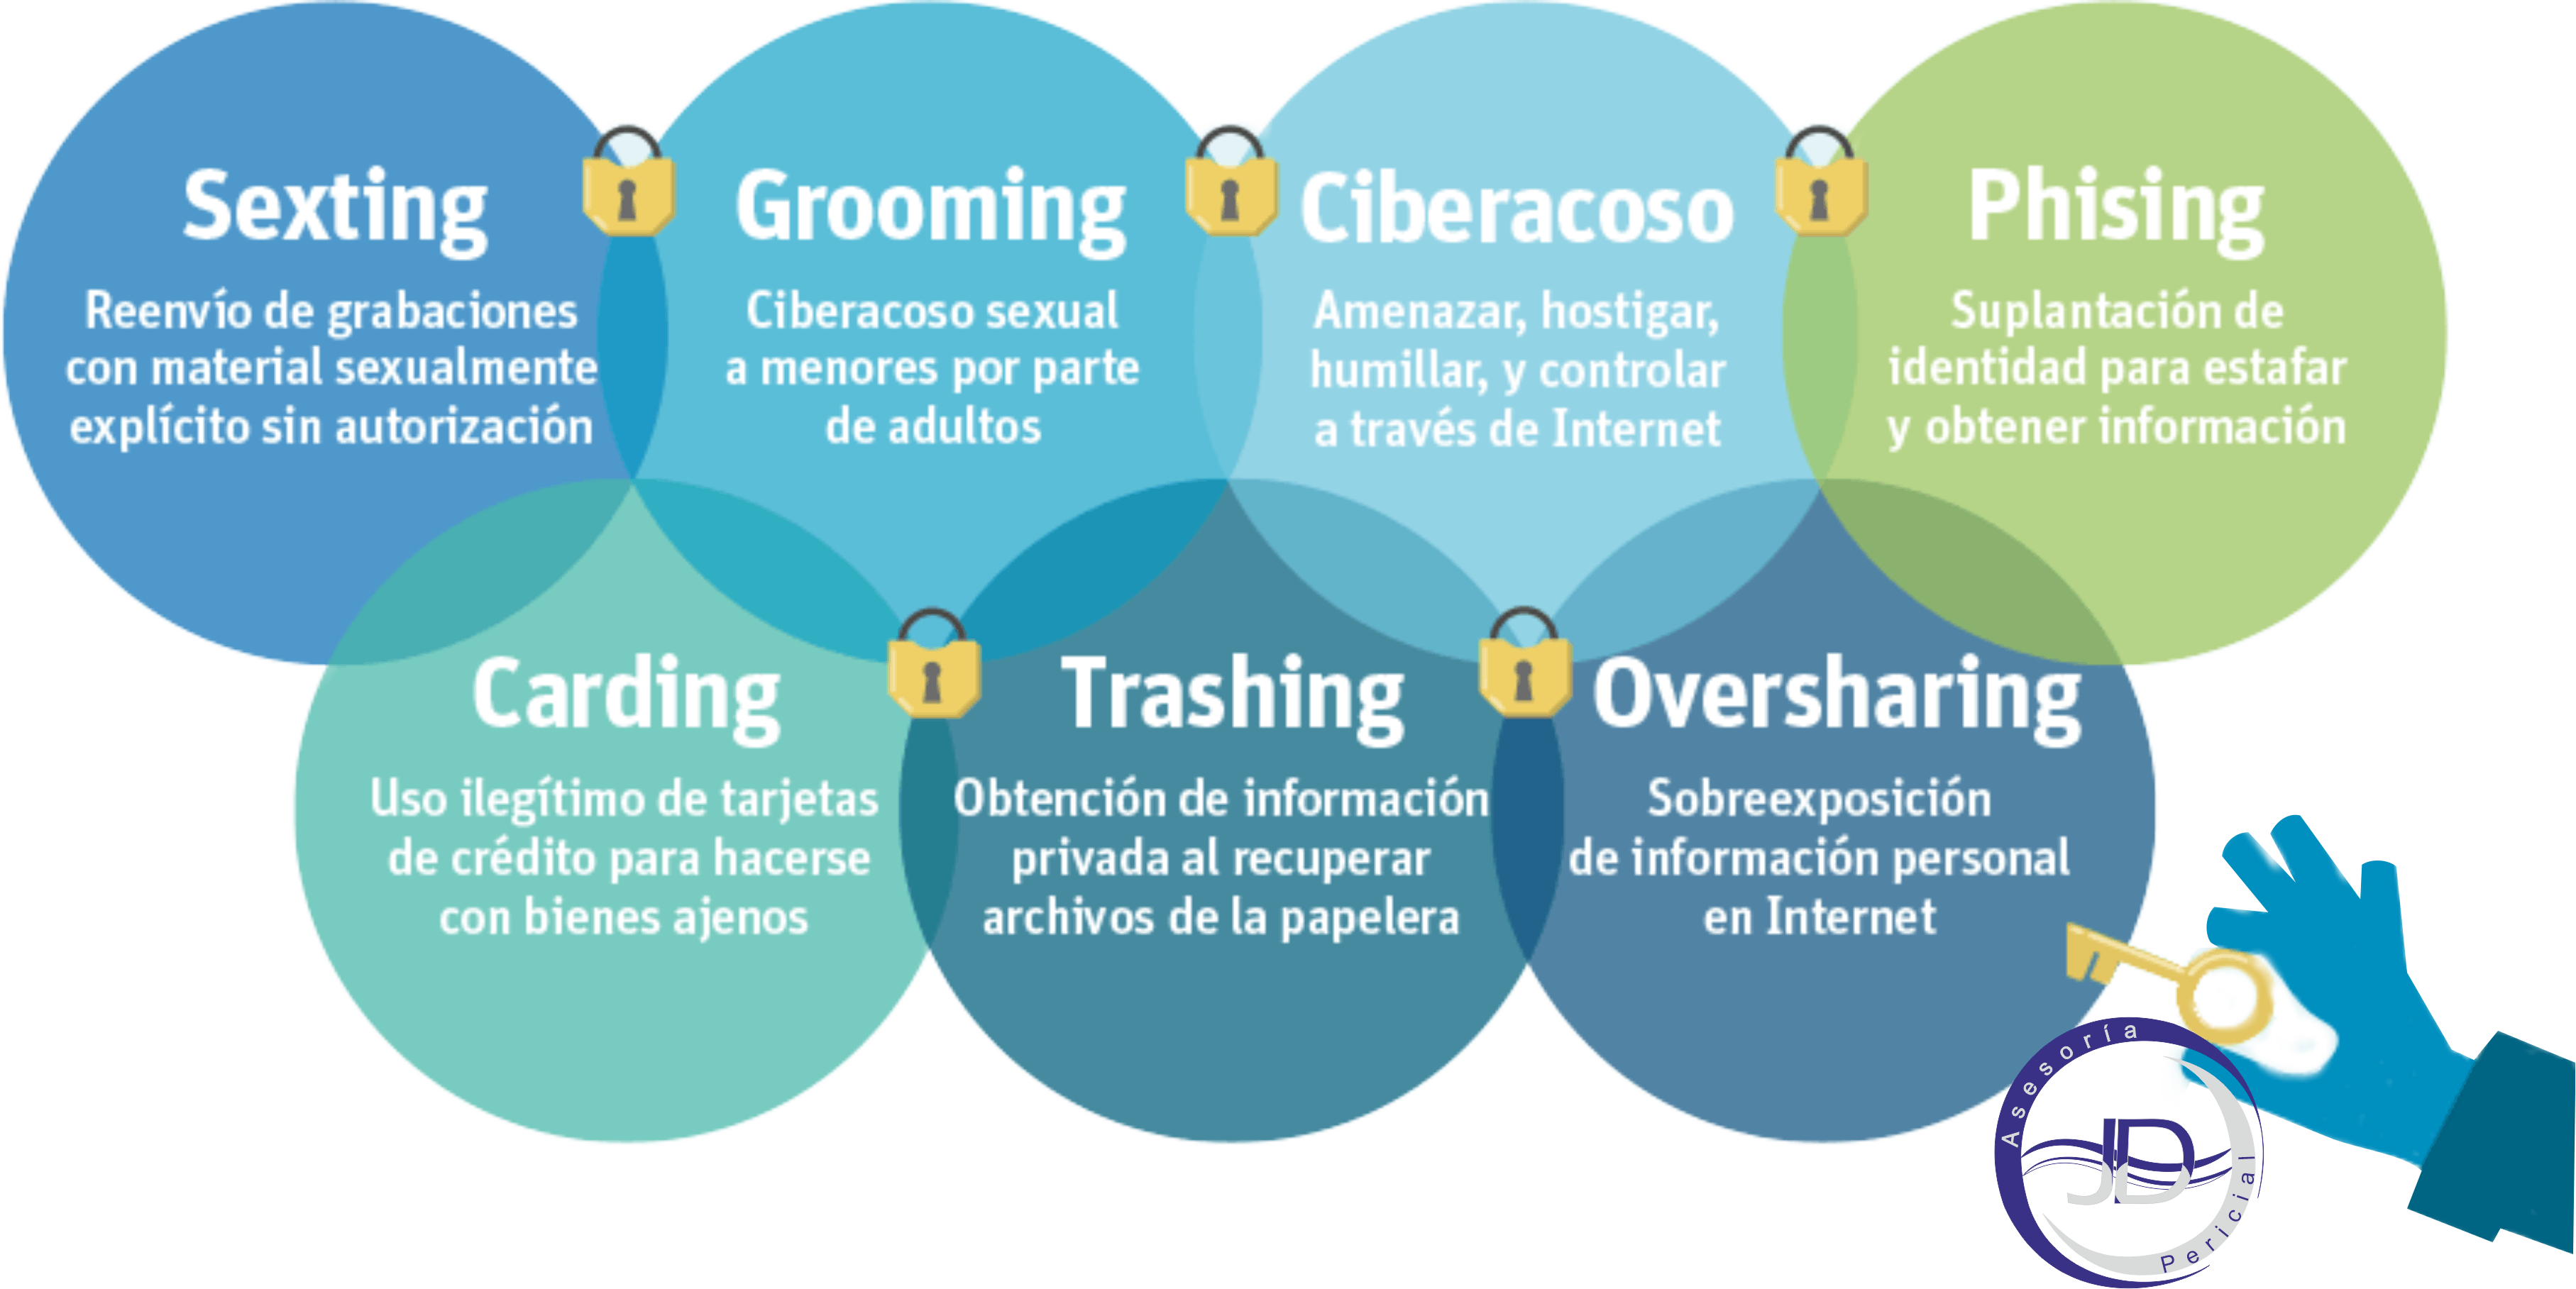 Sexting
Reenvío de grabaciones
con material sexualmente
explícito sin autorización
Grooming
Ciberacoso sexual
a menores por parte
de adultos
Ciberacoso
Amenazar, hostigar,
humillar, y controlar
a través de Internet
Phising
Suplantación de
identidad para estafar
y obtener información
Carding
Uso ilegítimo de tarjetas
de crédito para hacerse
con bienes ajenos
Trashing
Obtención de información
privada al recuperar
archivos de la papelera
Oversharing
Sobreexposición
de información personal
en Internet
Asesoría
JD
Pericial